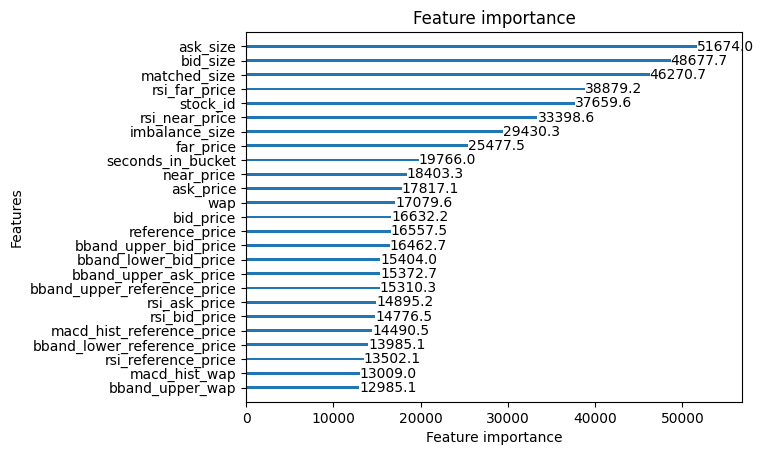 Feature importance
Features
ask_size 51674.0
bid_size 48677.7
matched_size 46270.7
rsi_far_price 38879.2
stock_id 37659.6
rsi_near_price 33398.6
imbalance_size 29430.3
far_price 25477.5
seconds_in_bucket 19766.0
near_price 18403.3
ask_price 17817.1
wap 17079.6
bid_price 16632.2
reference_price 16557.5
bband_upper_bid_price 16462.7
bband_lower_bid_price 15404.0
bband_upper_ask_price 15372.7
bband_upper_reference_price 15310.3
rsi_ask_price 14895.2
rsi_bid_price 14776.5
macd_hist_reference_price 14490.5
bband_lower_reference_price 13985.1
rsi_reference_price 13502.1
macd_hist_wap 13009.0
bband_upper_wap 12985.1
0 10000 20000 30000 40000 50000
Feature importance